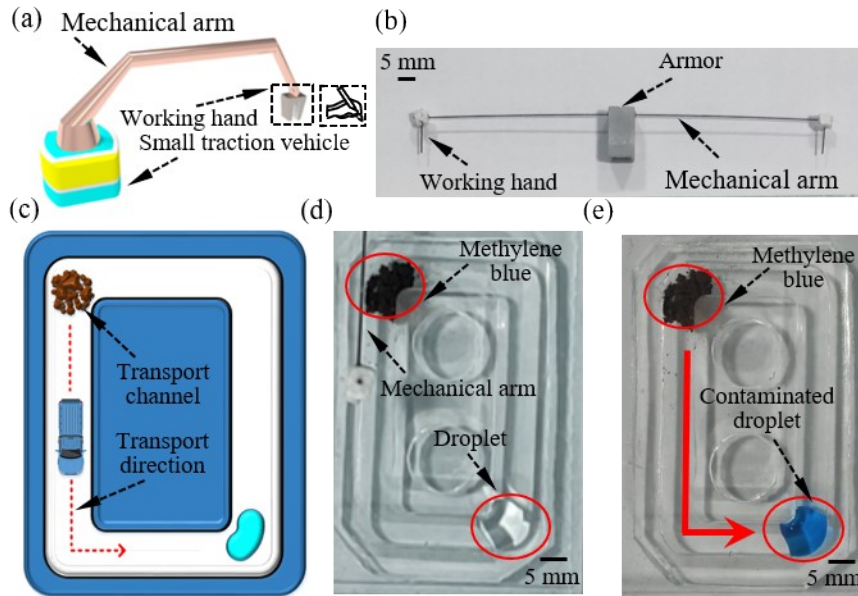 (a)
Mechanical arm
Working hand
Small traction vehicle
(b)
5 mm
Armor
Working hand
Mechanical arm
(c)
Transport
channel
Transport
direction
(d)
Methylene
blue
Mechanical arm
Droplet
5 mm
(e)
Methylene
blue
Contaminated
droplet
5 mm